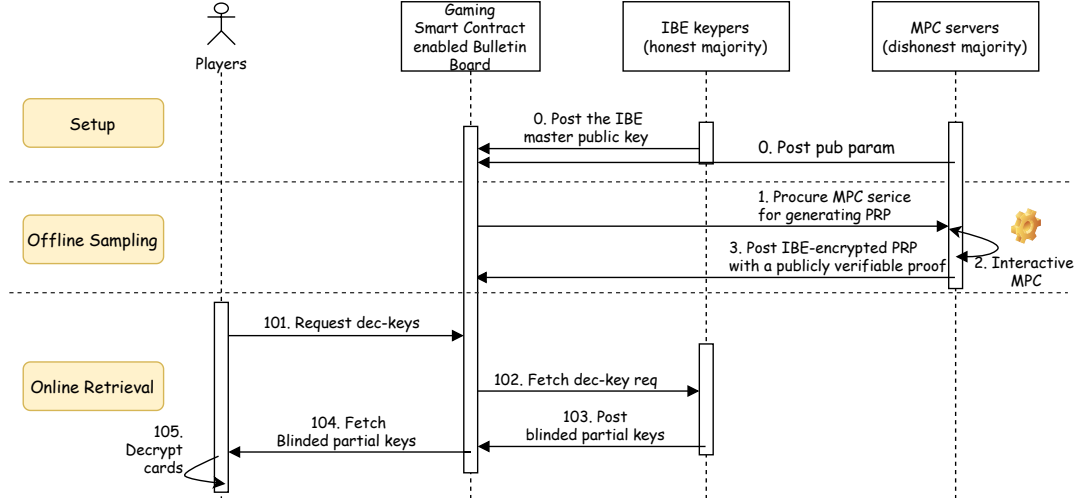 Players
Gaming
Smart Contract
enabled Bulletin
Board
IBE keypers
(honest majority)
MPC servers
(dishonest majority)
Setup
0. Post the IBE
master public key
0. Post pub param
Offline Sampling
1. Procure MPC serice
for generating PRP
2. Interactive
MPC
3. Post IBE-encrypted PRP
with a publicly verifiable proof
Online Retrieval
101. Request dec-keys
102. Fetch dec-key req
103. Post
blinded partial keys
104. Fetch
Blinded partial keys
105.
Decrypt
cards